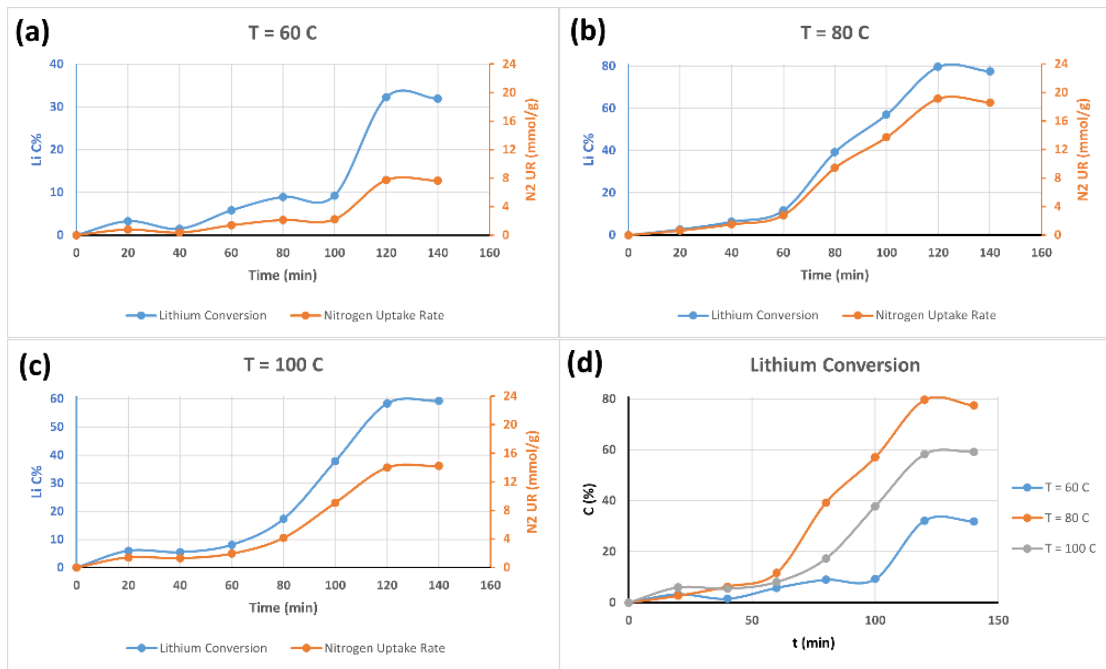 (a)
T = 60 C
40
30
20
10
0
Li C%
24
20
16
12
8
4
0
N2 UR (mmol/g)
0 20 40 60 80 100 120 140 160
Time (min)
Lithium Conversion Nitrogen Uptake Rate
(b)
T = 80 C
80
60
40
20
0
Li C%
24
20
16
12
8
4
0
N2 UR (mmol/g)
0 20 40 60 80 100 120 140 160
Time (min)
Lithium Conversion Nitrogen Uptake Rate
(c)
T = 100 C
60
50
40
30
20
10
0
Li C%
24
20
16
12
8
4
0
N2 UR (mmol/g)
0 20 40 60 80 100 120 140 160
Time (min)
Lithium Conversion Nitrogen Uptake Rate
(d)
Lithium Conversion
80
60
40
20
0
C (%)
0 50 100 150
t (min)
T = 60 C
T = 80 C
T = 100 C